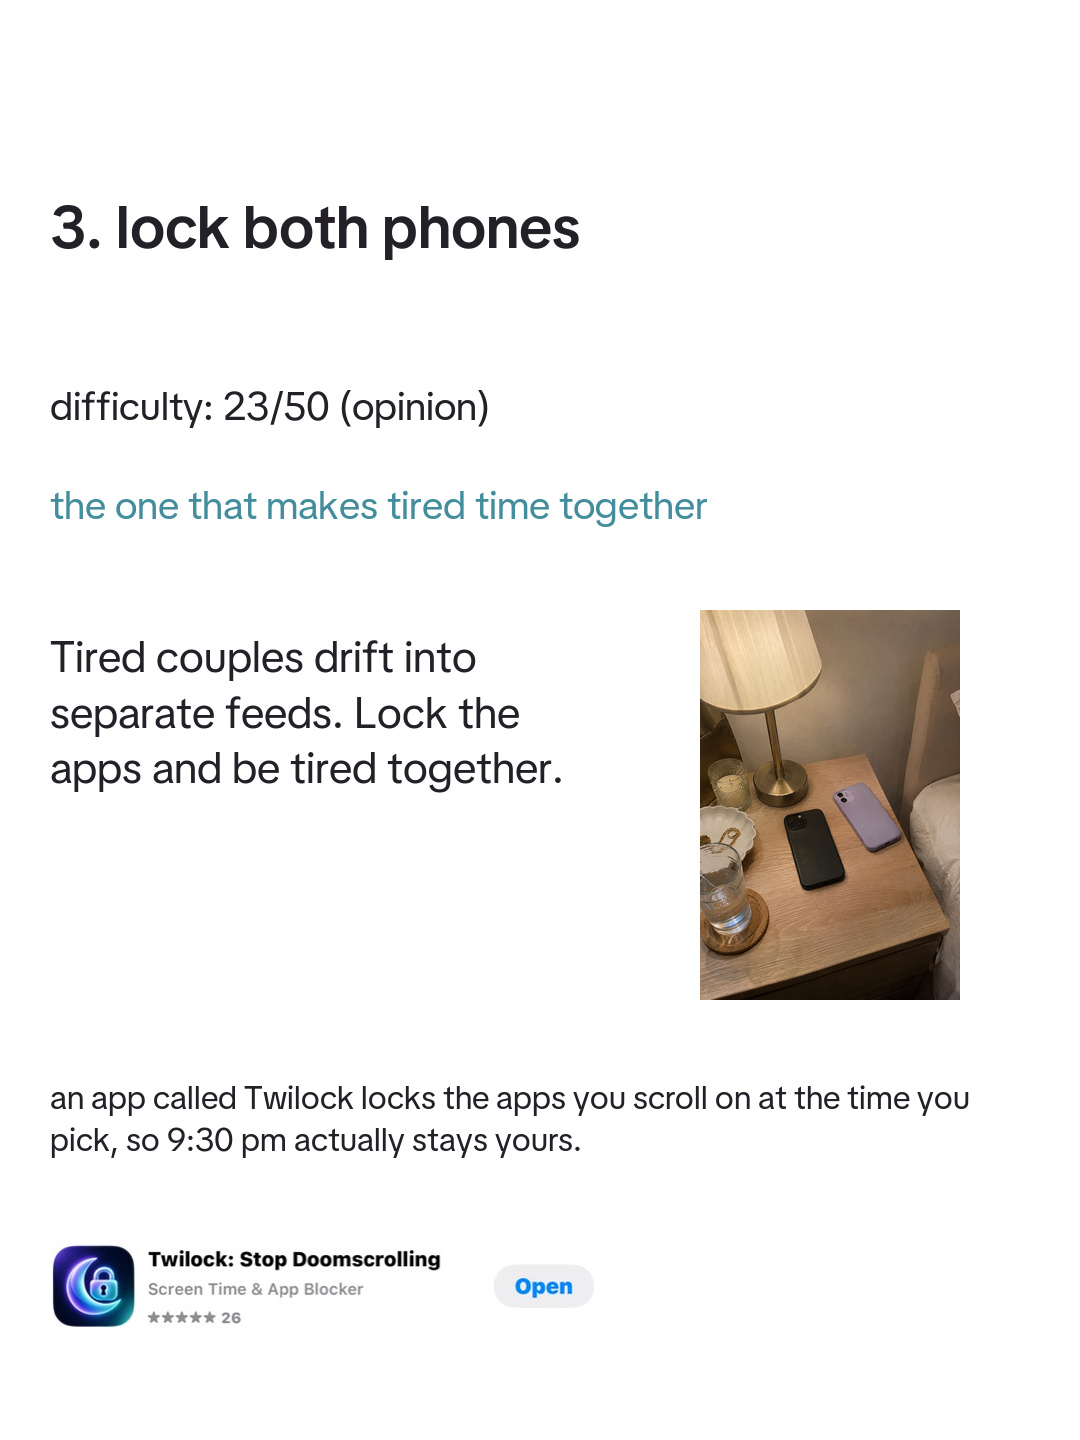 3. lock both phones
difficulty: 23/50 (opinion)
the one that makes tired time together
Tired couples drift into
separate feeds. Lock the
apps and be tired together.
an app called Twilock locks the apps you scroll on at the time you
pick, so 9:30 pm actually stays yours.
Twilock: Stop Doomscrolling
Screen Time & App Blocker
★★★★★ 26
Open